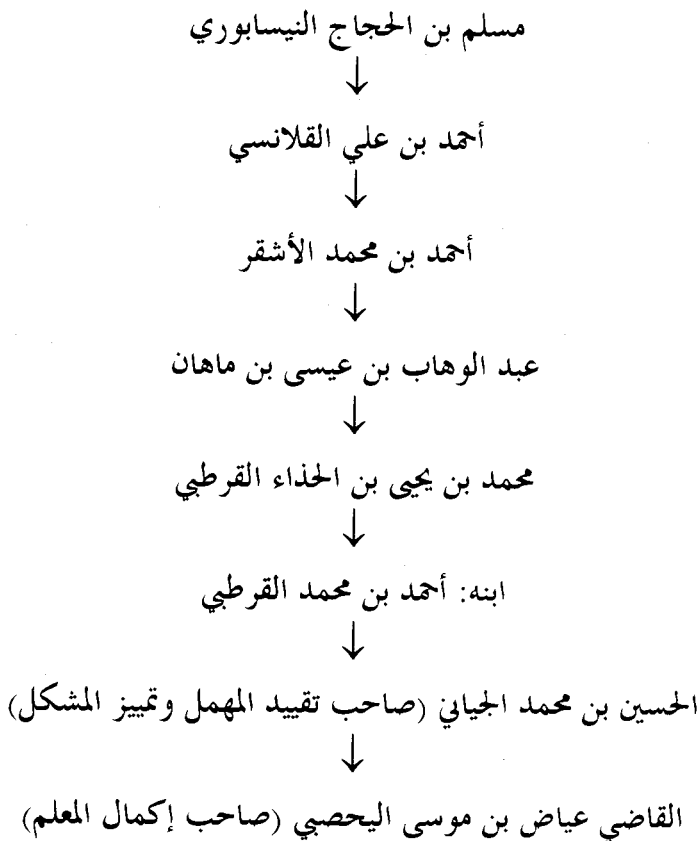 مسلم بن الحجاج النيسابوري
أحمد بن علي القلانسي
أحمد بن محمد الأشقر
عبد الوهاب بن عيسى بن ماهان
محمد بن يحيى بن الحذاء القرطبي
ابنه: أحمد بن محمد القرطبي
الحسين بن محمد الجياني (صاحب تقييد المهمل وتمييز المشكل)
القاضي عياض بن موسى اليحصبي (صاحب إكمال المعلم)